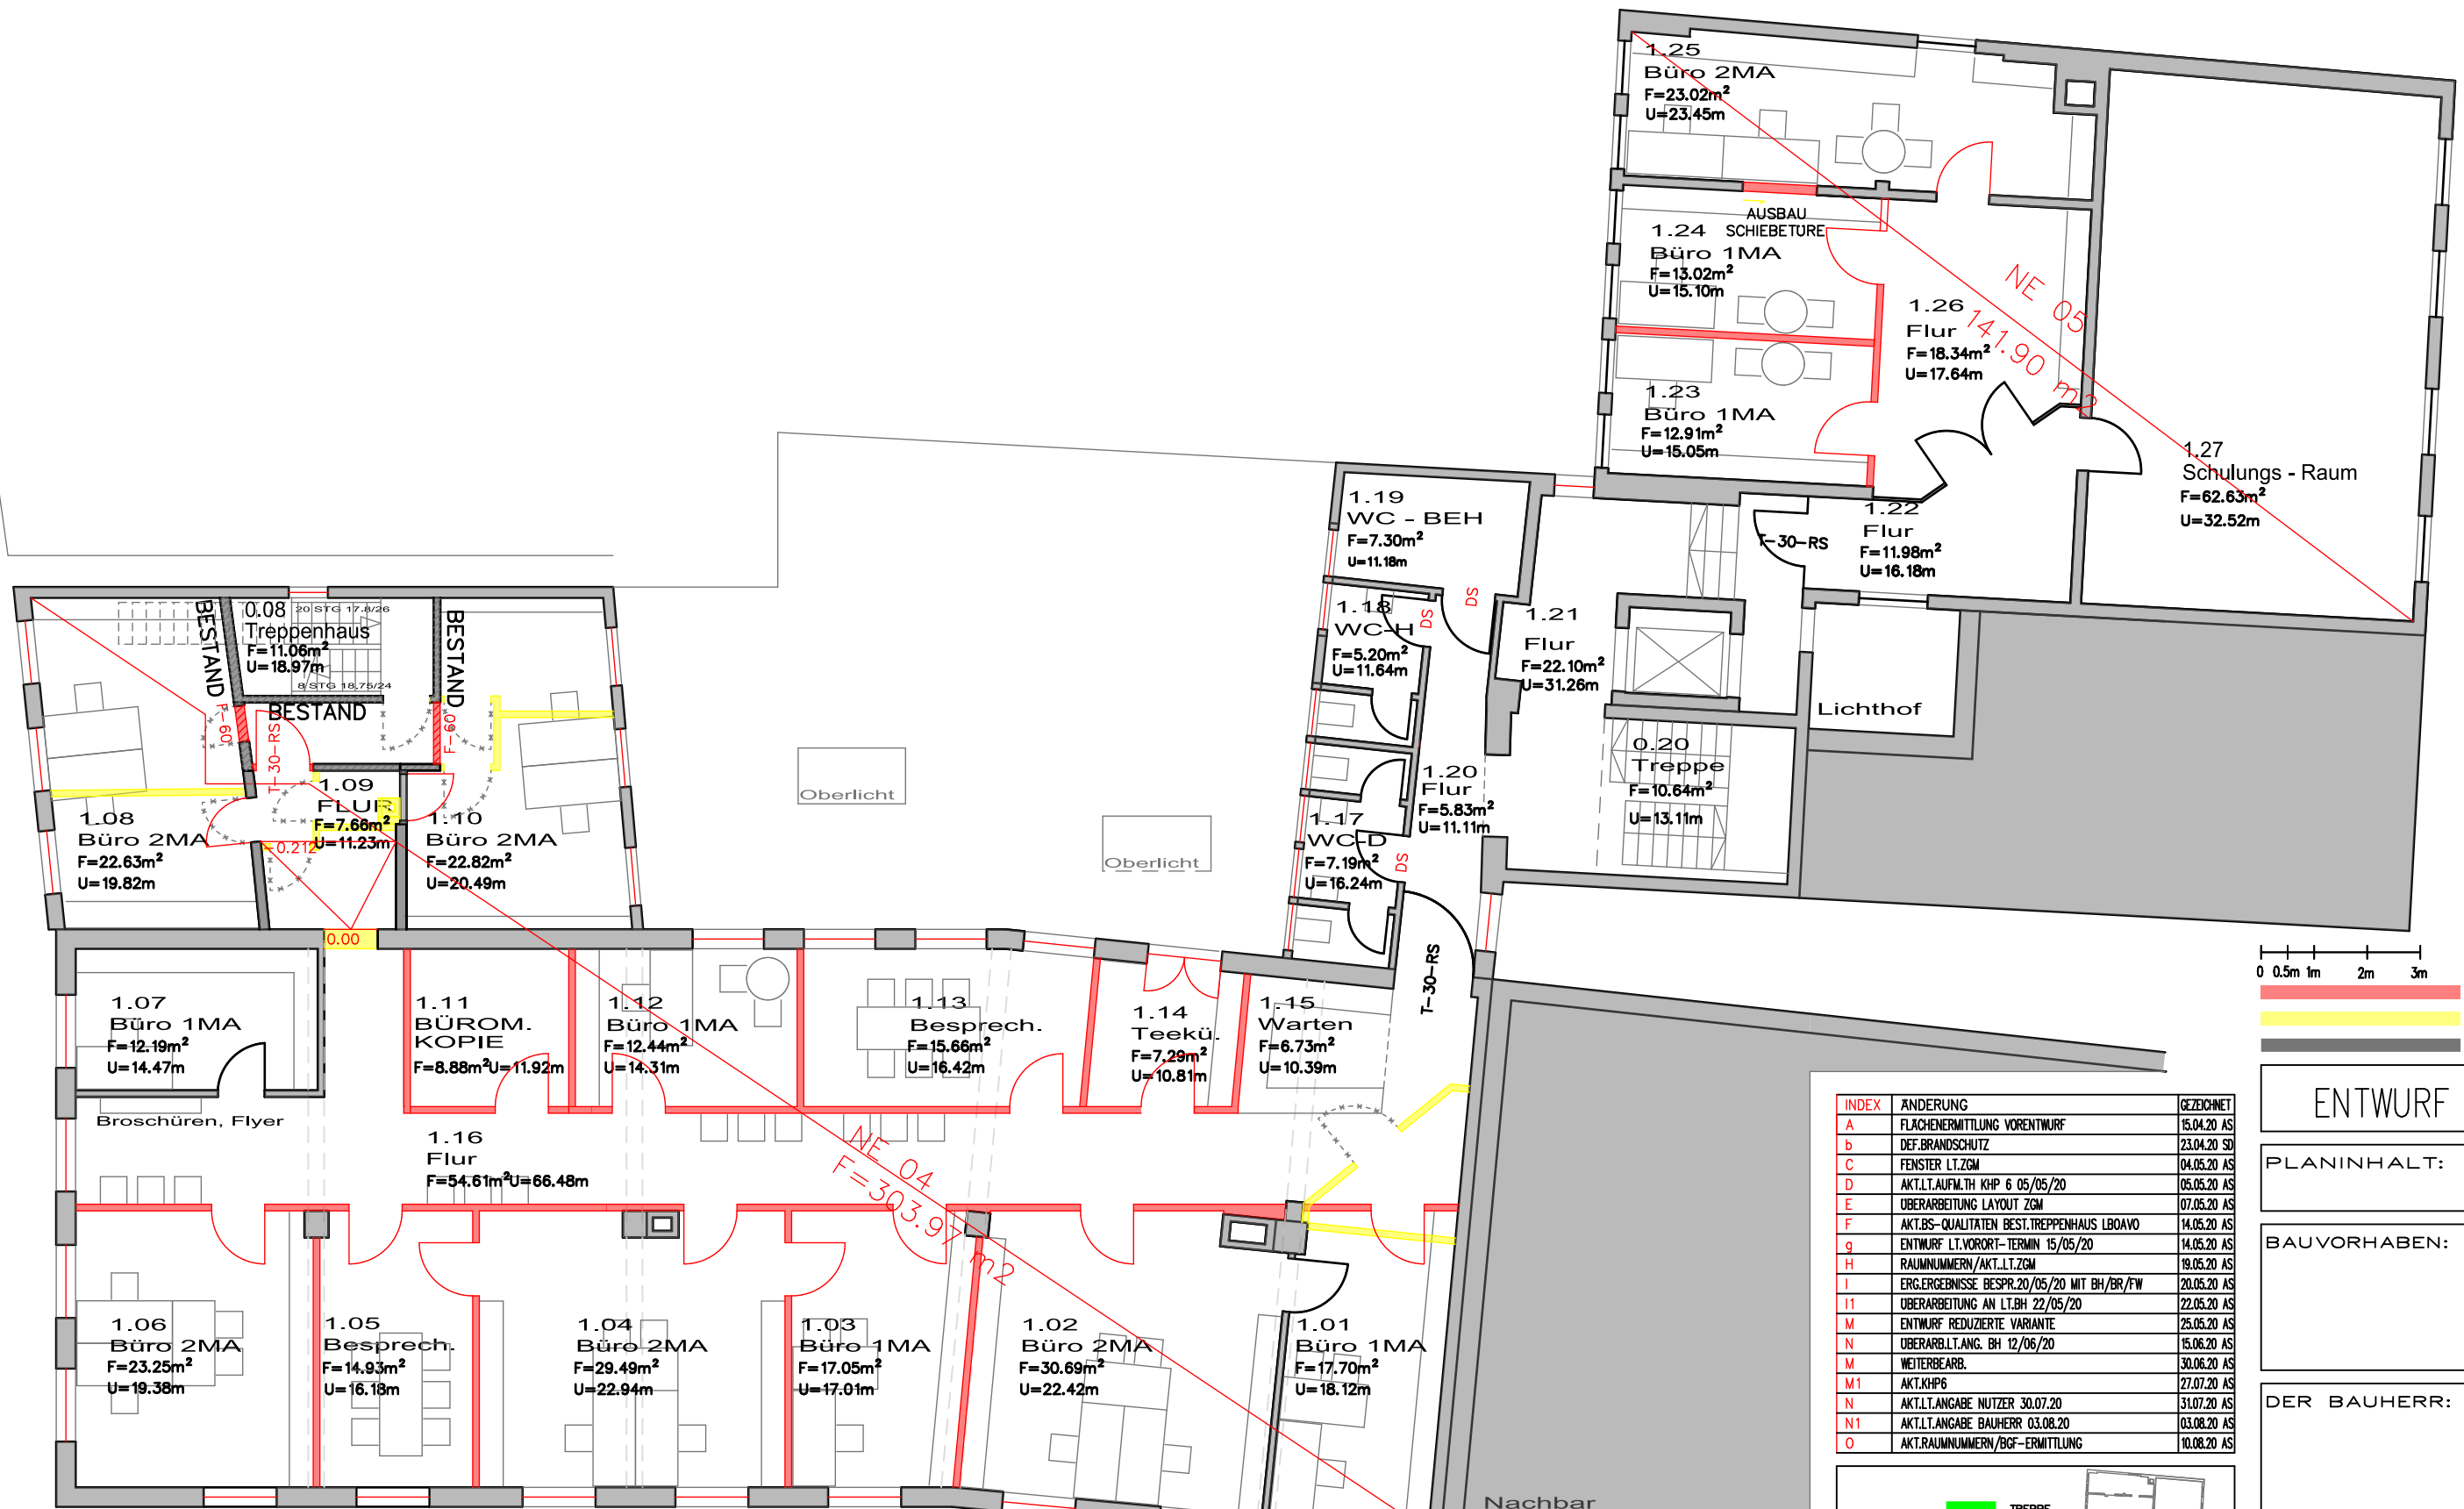 1.25
Büro 2MA
F=23.02m²
U=23.45m
AUSBAU
SCHIEBETÜRE
1.24
Büro 1MA
F=13.02m²
U=15.10m
NE 05
141.90 m2
1.26
Flur
F=18.34m²
U=17.64m
1.23
Büro 1MA
F=12.91m²
U=15.05m
1.27
Schulungs - Raum
F=62.63m²
U=32.52m
1.22
Flur
F=11.98m²
U=16.18m
T-30-RS
1.19
WC - BEH
F=7.30m²
U=11.18m
DS
1.18
WC-H
F=5.20m²
U=11.64m
DS
1.21
Flur
F=22.10m²
U=31.26m
Lichthof
0.20
Treppe
F=10.64m²
U=13.11m
1.20
Flur
F=5.83m²
U=11.11m
1.17
WC-D
F=7.19m²
U=16.24m
DS
T-30-RS
Oberlicht
Oberlicht
0.08
Treppenhaus
F=11.06m²
U=18.97m
20 STG 17.8/26
8 STG 18.75/24
BESTAND
BESTAND
BESTAND
F-60
F-60
T-30-RS
1.09
FLUR
F=7.66m²
U=11.23m
-0.212
0.00
1.08
Büro 2MA
F=22.63m²
U=19.82m
1.10
Büro 2MA
F=22.82m²
U=20.49m
1.07
Büro 1MA
F=12.19m²
U=14.47m
Broschüren, Flyer
1.11
BÜROM.
KOPIE
F=8.88m² U=11.92m
1.12
Büro 1MA
F=12.44m²
U=14.31m
1.13
Besprech.
F=15.66m²
U=16.42m
1.14
Teekü.
F=7.29m²
U=10.81m
1.15
Warten
F=6.73m²
U=10.39m
1.16
Flur
F=54.61m² U=66.48m
NE 04
F=303.97 m2
1.06
Büro 2MA
F=23.25m²
U=19.38m
1.05
Besprech.
F=14.93m²
U=16.18m
1.04
Büro 2MA
F=29.49m²
U=22.94m
1.03
Büro 1MA
F=17.05m²
U=17.01m
1.02
Büro 2MA
F=30.69m²
U=22.42m
1.01
Büro 1MA
F=17.70m²
U=18.12m
Nachbar
0 0.5m 1m 2m 3m
ENTWURF
PLANINHALT:
BAUVORHABEN:
DER BAUHERR:
INDEX ÄNDERUNG GEZEICHNET
A FLÄCHENERMITTLUNG VORENTWURF 15.04.20 AS
b DEF.BRANDSCHUTZ 23.04.20 SD
C FENSTER LT.ZGM 04.05.20 AS
D AKT.LT.AUFM.TH KHP 6 05/05/20 05.05.20 AS
E ÜBERARBEITUNG LAYOUT ZGM 07.05.20 AS
F AKT.BS-QUALITÄTEN BEST.TREPPENHAUS LBOAVO 14.05.20 AS
g ENTWURF LT.VORORT-TERMIN 15/05/20 14.05.20 AS
H RAUMNUMMERN/AKT..LT.ZGM 19.05.20 AS
I ERG.ERGEBNISSE BESPR.20/05/20 MIT BH/BR/FW 20.05.20 AS
I1 ÜBERARBEITUNG AN LT.BH 22/05/20 22.05.20 AS
M ENTWURF REDUZIERTE VARIANTE 25.05.20 AS
N ÜBERARB.LT.ANG. BH 12/06/20 15.06.20 AS
M WEITERBEARB. 30.06.20 AS
M1 AKT.KHP6 27.07.20 AS
N AKT.LT.ANGABE NUTZER 30.07.20 31.07.20 AS
N1 AKT.LT.ANGABE BAUHERR 03.08.20 03.08.20 AS
O AKT.RAUMNUMMERN/BGF-ERMITTLUNG 10.08.20 AS
TREPPE